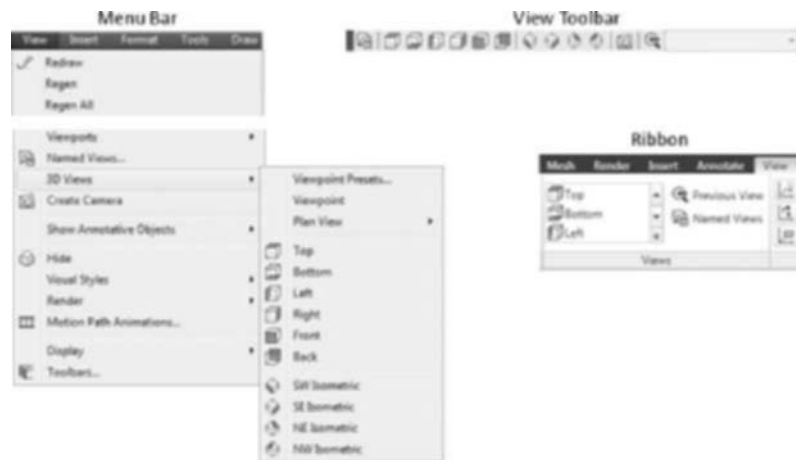 Menu Bar
View Insert Format Tools Draw
Redraw
Regen
Regen All
Viewports
Named Views...
3D Views
Create Camera
Show Annotative Objects
Hide
Visual Styles
Render
Motion Path Animations...
Display
Toolbars...
Viewpoint Presets...
Viewpoint
Plan View
Top
Bottom
Left
Right
Front
Back
SW Isometric
SE Isometric
NE Isometric
NW Isometric
View Toolbar
Ribbon
Mesh Render Insert Annotate View
Top
Bottom
Left
Previous View
Named Views
Views